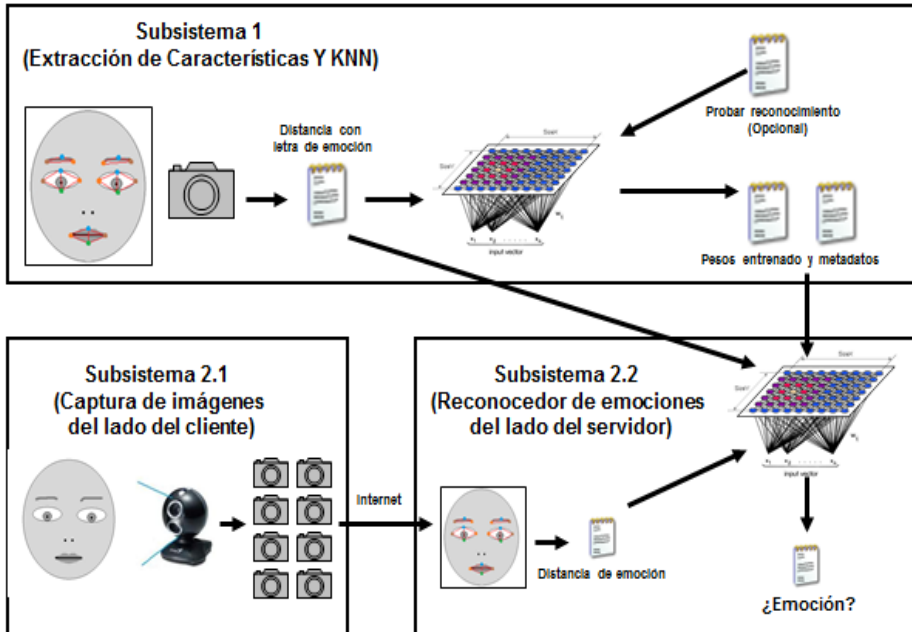 Subsistema 1
(Extracción de Características Y KNN)
Distancia con
letra de emoción
Probar reconocimiento
(Opcional)
input vector
Pesos entrenado y metadatos
Subsistema 2.1
(Captura de imágenes
del lado del cliente)
Internet
Subsistema 2.2
(Reconocedor de emociones
del lado del servidor)
input vector
Distancia de emoción
¿Emoción?